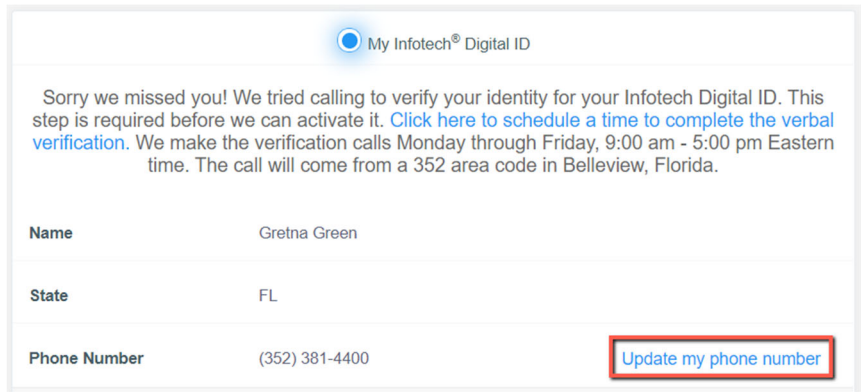 My Infotech® Digital ID
Sorry we missed you! We tried calling to verify your identity for your Infotech Digital ID. This
step is required before we can activate it. Click here to schedule a time to complete the verbal
verification. We make the verification calls Monday through Friday, 9:00 am - 5:00 pm Eastern
time. The call will come from a 352 area code in Belleview, Florida.
Name Gretna Green
State FL
Phone Number (352) 381-4400 Update my phone number